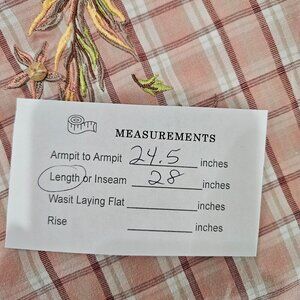 MEASUREMENTS
Armpit to Armpit 24.5 inches
Length or Inseam 28 inches
Wasit Laying Flat inches
Rise inches